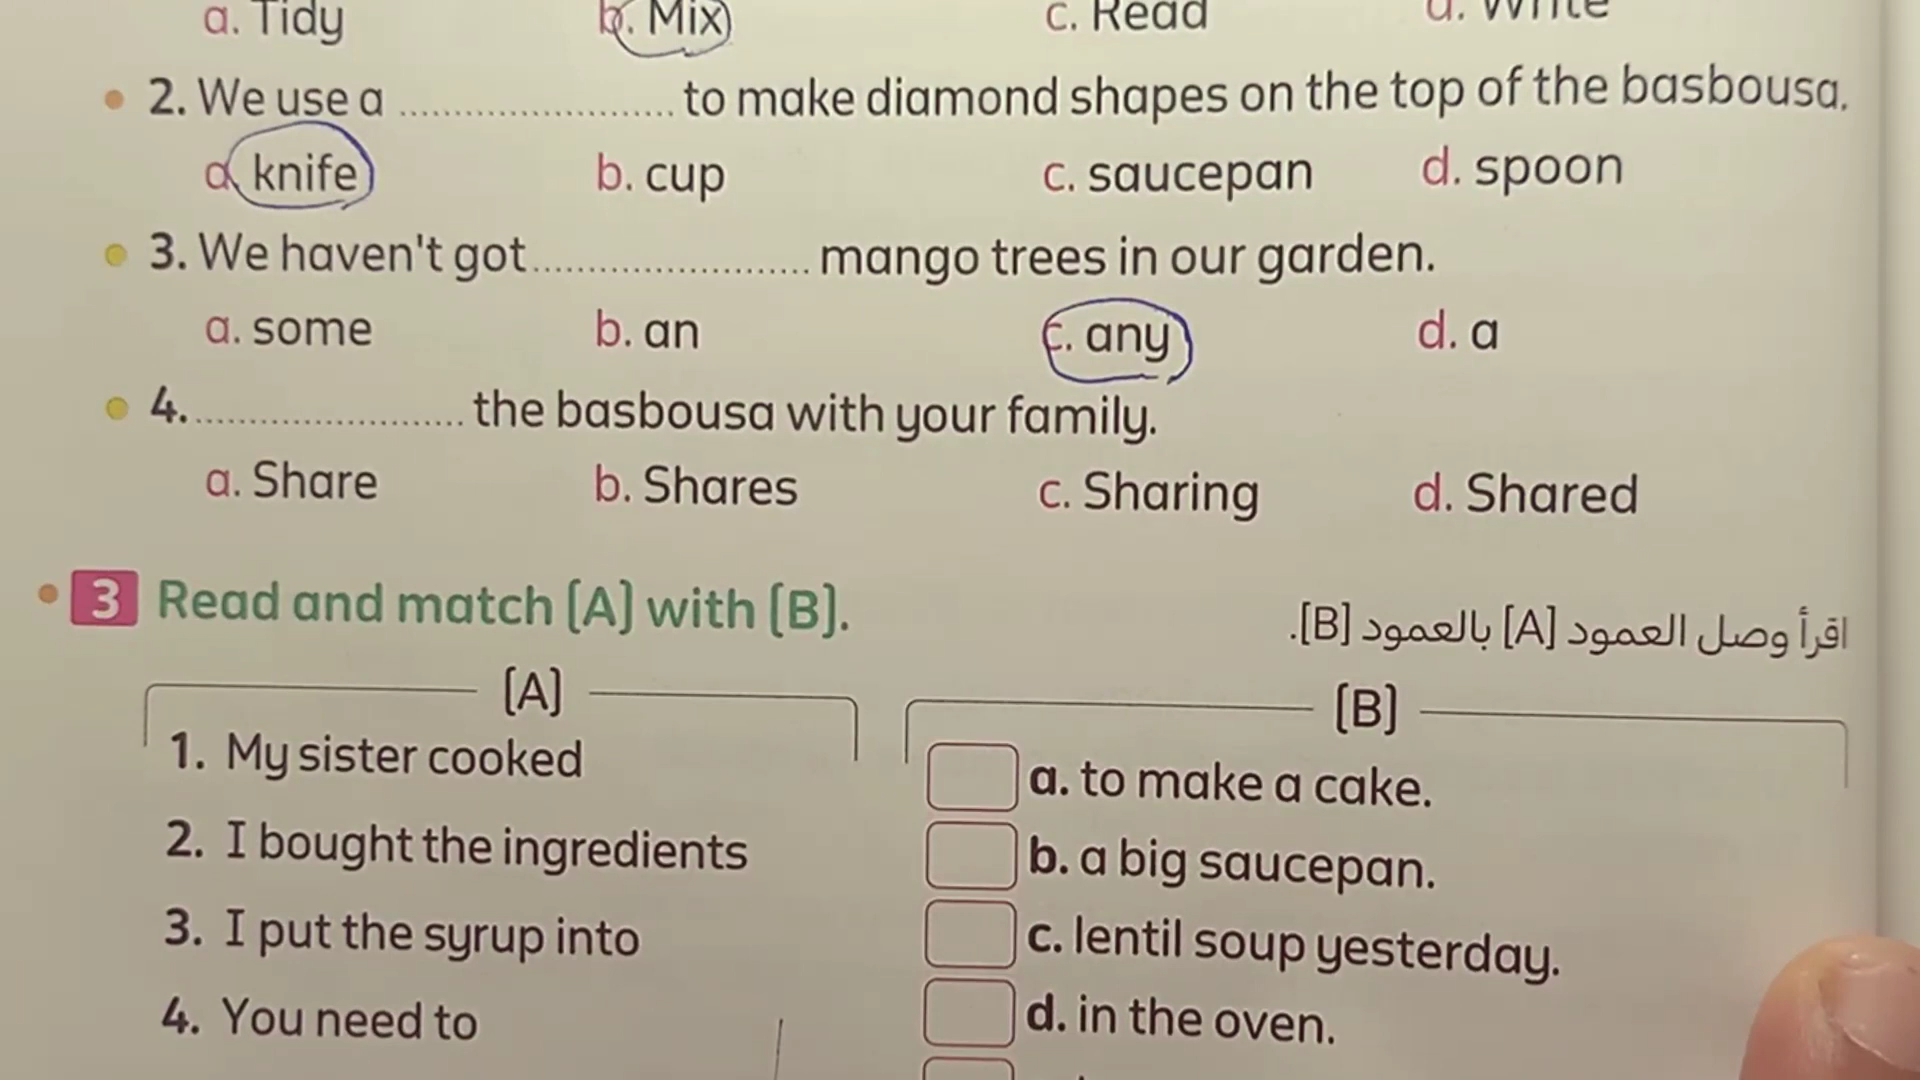 a. Tidy b. Mix c. Read d. Write
2. We use a ........................ to make diamond shapes on the top of the basbousa.
a. knife b. cup c. saucepan d. spoon
3. We haven't got ........................ mango trees in our garden.
a. some b. an c. any d. a
4. ........................ the basbousa with your family.
a. Share b. Shares c. Sharing d. Shared
3 Read and match [A] with [B].
اقرأ وصل العمود [A] بالعمود [B].
[A]
1. My sister cooked
2. I bought the ingredients
3. I put the syrup into
4. You need to
[B]
a. to make a cake.
b. a big saucepan.
c. lentil soup yesterday.
d. in the oven.